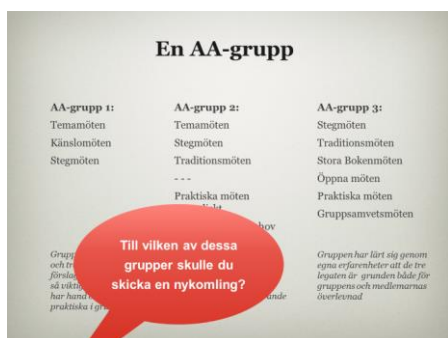 En AA-grupp
AA-grupp 1:
Temamöten
Känslomöten
Stegmöten
AA-grupp 2:
Temamöten
Stegmöten
Traditionsmöten
- - -
Praktiska möten
AA-grupp 3:
Stegmöten
Traditionsmöten
Stora Bokenmöten
Öppna möten
Praktiska möten
Gruppsamvetsmöten
Till vilken av dessa
grupper skulle du
skicka en nykomling?
Gruppen har lärt sig genom
egna erfarenheter att de tre
legaten är grunden både för
gruppens och medlemarnas
överlevnad